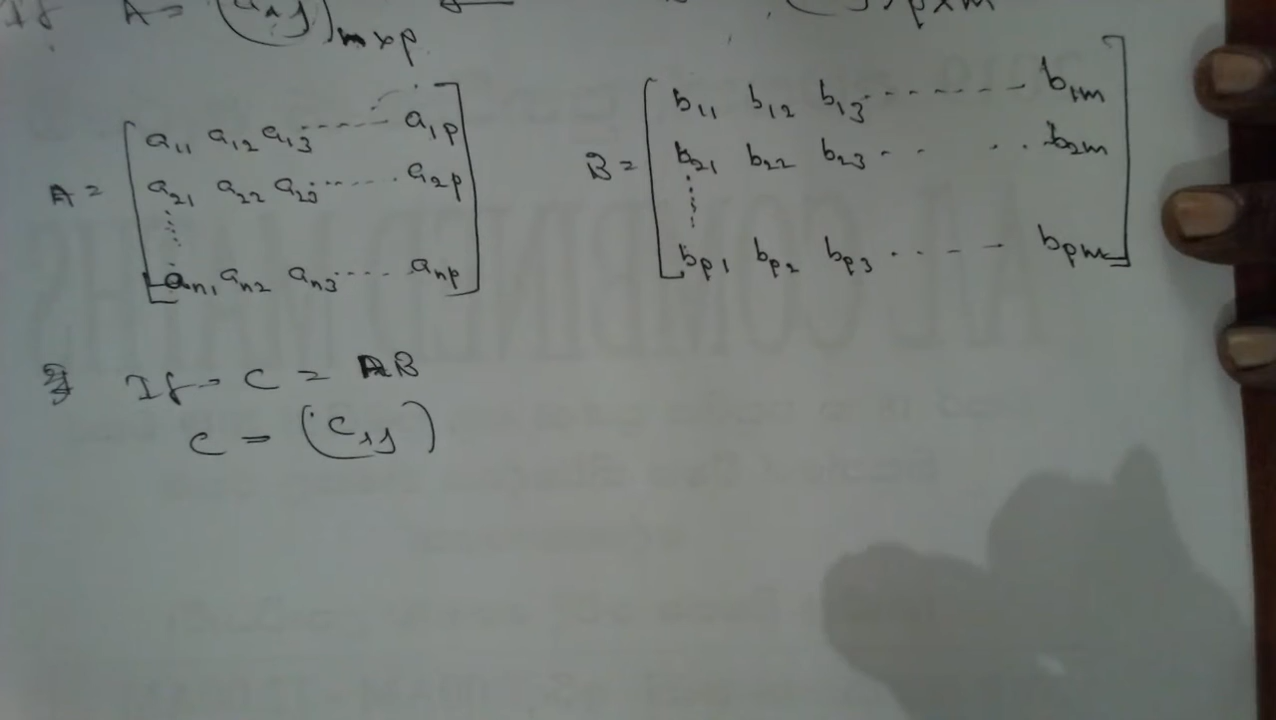 If A = (aij)n×p & (  )p×m
A = [ a11 a12 a13 ------ a1p
a21 a22 a23 ...... a2p
⋮
an1 an2 an3 ..... anp ]
B = [ b11 b12 b13 - - - - - - - b1m
b21 b22 b23 - - . . . b2m
⋮
bp1 bp2 bp3 . . - - - bpm ]
If C = AB
C = (cij)